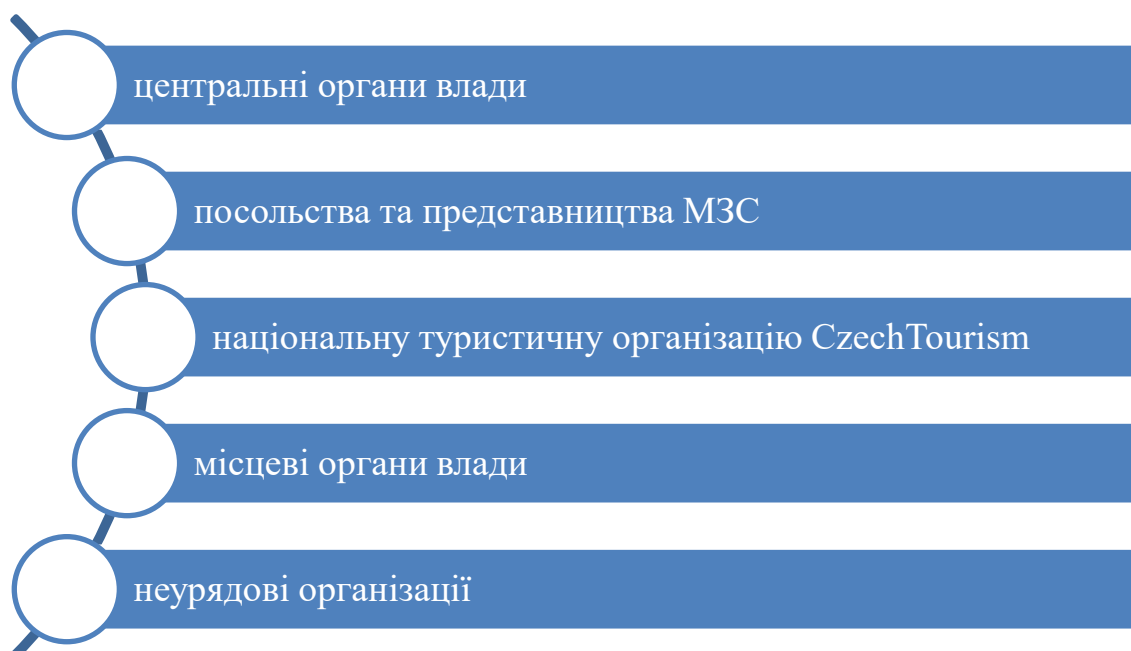 центральні органи влади
посольства та представництва МЗС
національну туристичну організацію CzechTourism
місцеві органи влади
неурядові організації